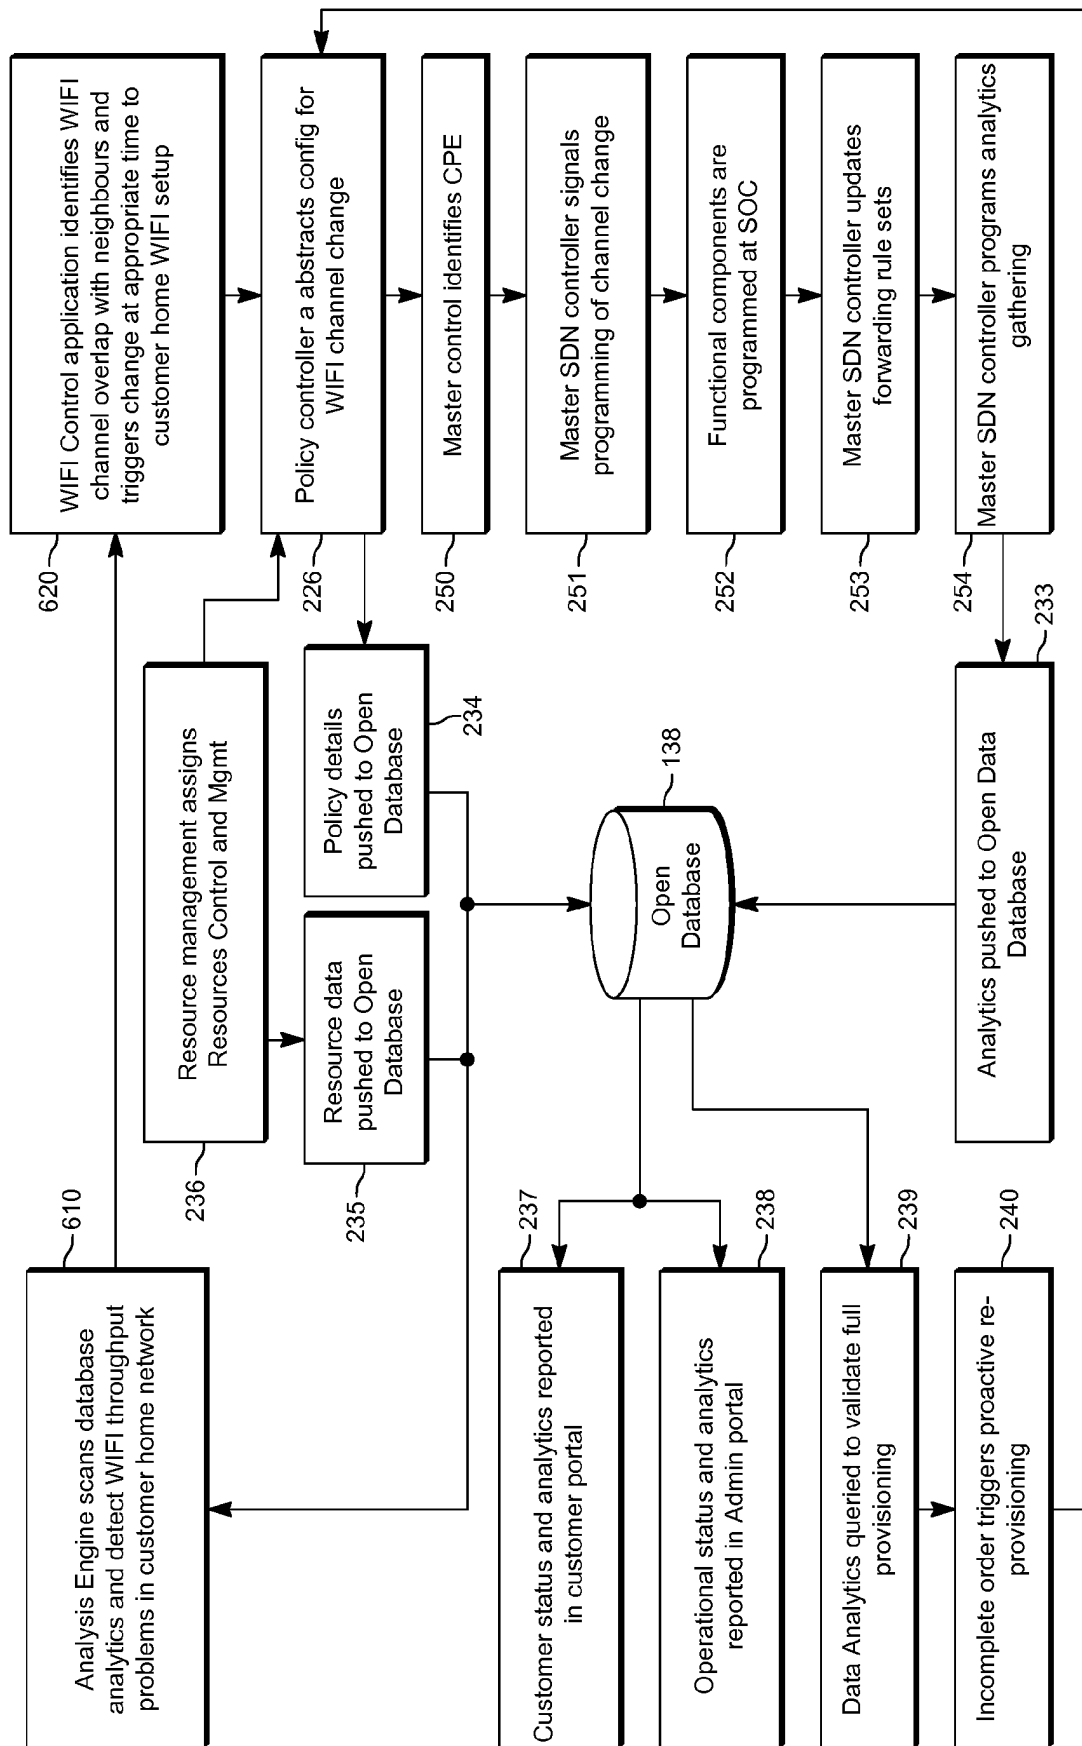 Analysis Engine scans database
analytics and detect WIFI throughput
problems in customer home network
610
WIFI Control application identifies WIFI
channel overlap with neighbours and
triggers change at appropriate time to
customer home WIFI setup
620
Resource management assigns
Resources Control and Mgmt
236
Policy controller a abstracts config for
WIFI channel change
226
Resource data
pushed to Open
Database
235
Policy details
pushed to Open
Database
234
Master control identifies CPE
250
Master SDN controller signals
programming of channel change
251
Functional components are
programmed at SOC
252
Master SDN controller updates
forwarding rule sets
253
Master SDN controller programs analytics
gathering
254
Open
Database
138
Analytics pushed to Open Data
Database
233
Customer status and analytics reported
in customer portal
237
Operational status and analytics
reported in Admin portal
238
Data Analytics queried to validate full
provisioning
239
Incomplete order triggers proactive re-
provisioning
240